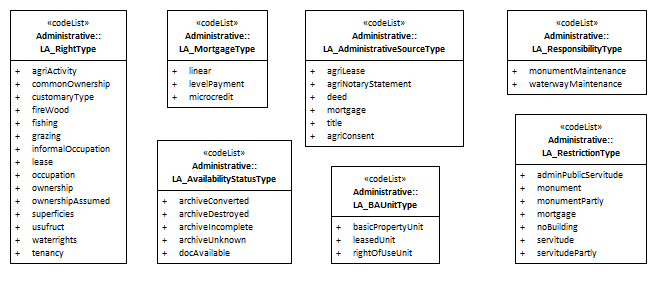 «codeList»
Administrative::
LA_RightType
+ agriActivity
+ commonOwnership
+ customaryType
+ fireWood
+ fishing
+ grazing
+ informalOccupation
+ lease
+ occupation
+ ownership
+ ownershipAssumed
+ superficies
+ usufruct
+ waterrights
+ tenancy
«codeList»
Administrative::
LA_MortgageType
+ linear
+ levelPayment
+ microcredit
«codeList»
Administrative::
LA_AdministrativeSourceType
+ agriLease
+ agriNotaryStatement
+ deed
+ mortgage
+ title
+ agriConsent
«codeList»
Administrative::
LA_ResponsibilityType
+ monumentMaintenance
+ waterwayMaintenance
«codeList»
Administrative::
LA_AvailabilityStatusType
+ archiveConverted
+ archiveDestroyed
+ archiveIncomplete
+ archiveUnknown
+ docAvailable
«codeList»
Administrative::
LA_BAUnitType
+ basicPropertyUnit
+ leasedUnit
+ rightOfUseUnit
«codeList»
Administrative::
LA_RestrictionType
+ adminPublicServitude
+ monument
+ monumentPartly
+ mortgage
+ noBuilding
+ servitude
+ servitudePartly